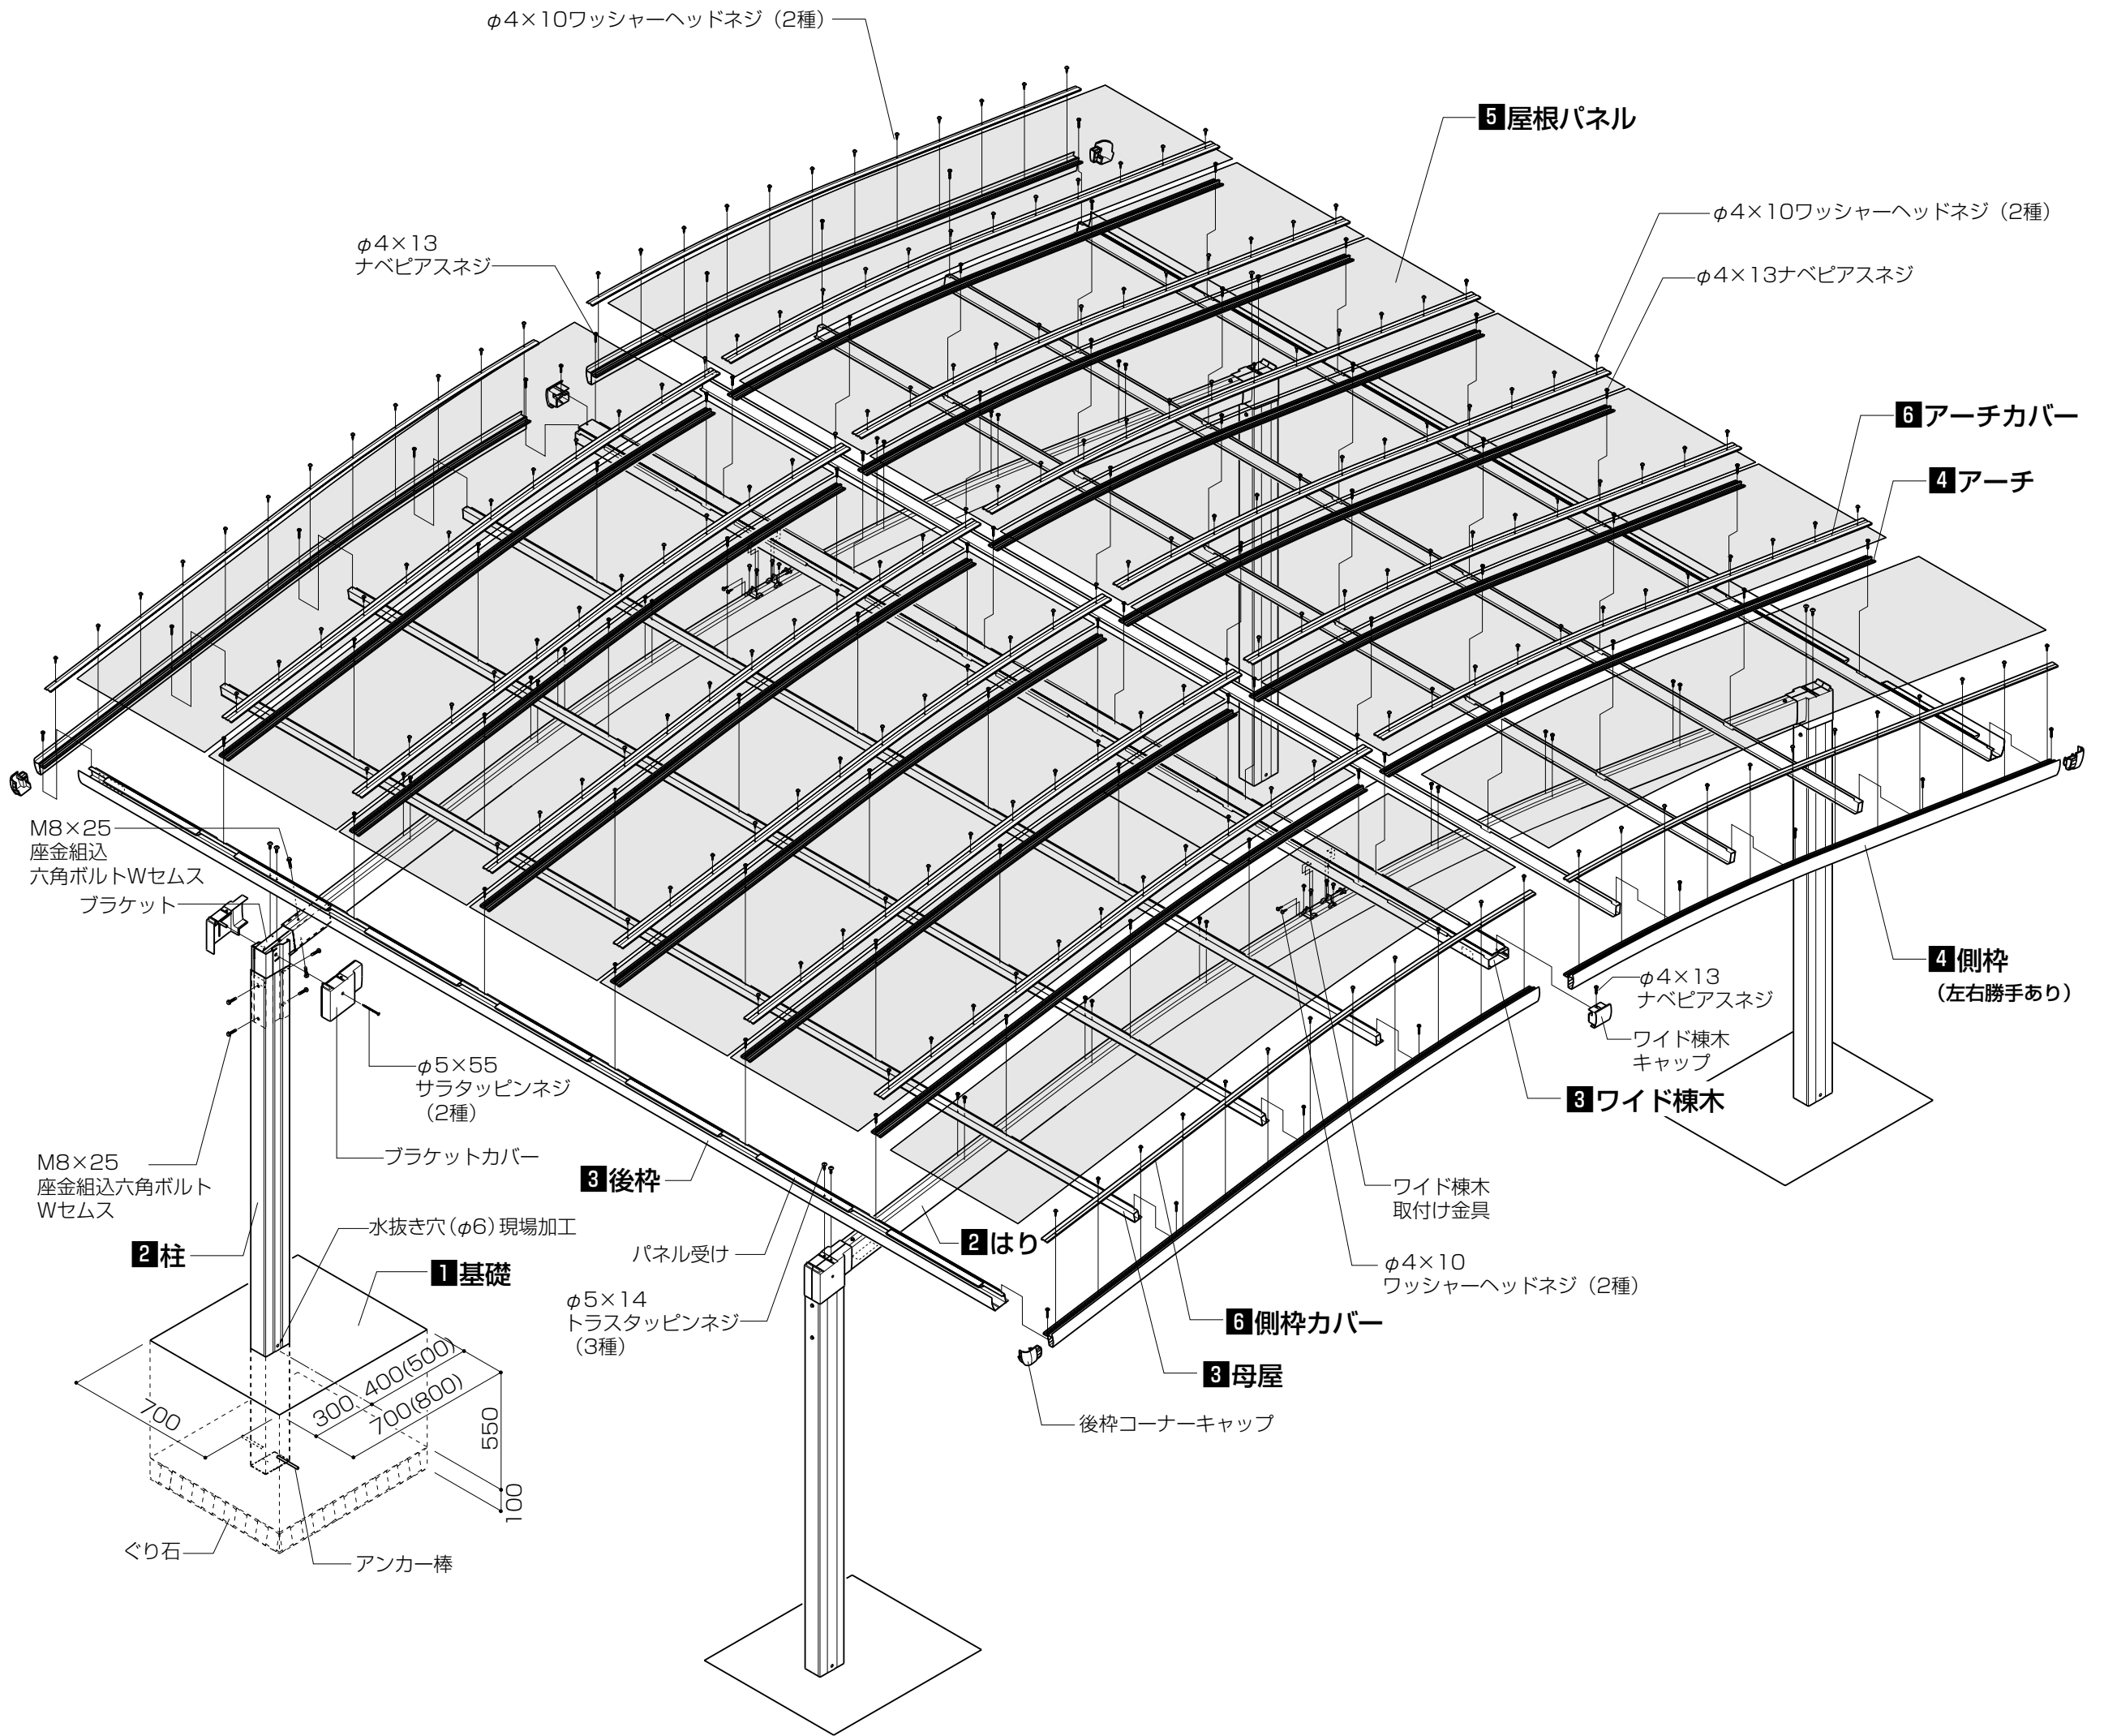 φ4×10ワッシャーヘッドネジ（2種）
5屋根パネル
φ4×10ワッシャーヘッドネジ（2種）
φ4×13
ナベピアスネジ
φ4×13ナベピアスネジ
6アーチカバー
4アーチ
M8×25
座金組込
六角ボルトWセムス
ブラケット
4側枠
（左右勝手あり）
φ4×13
ナベピアスネジ
ワイド棟木
キャップ
3ワイド棟木
φ5×55
サラタッピンネジ
（2種）
ブラケットカバー
M8×25
座金組込六角ボルト
Wセムス
3後枠
ワイド棟木
取付け金具
水抜き穴（φ6）現場加工
2柱
1基礎
パネル受け
2はり
φ4×10
ワッシャーヘッドネジ（2種）
φ5×14
トラスタッピンネジ
（3種）
6側枠カバー
3母屋
後枠コーナーキャップ
700
300
400(500)
700(800)
550
100
ぐり石
アンカー棒